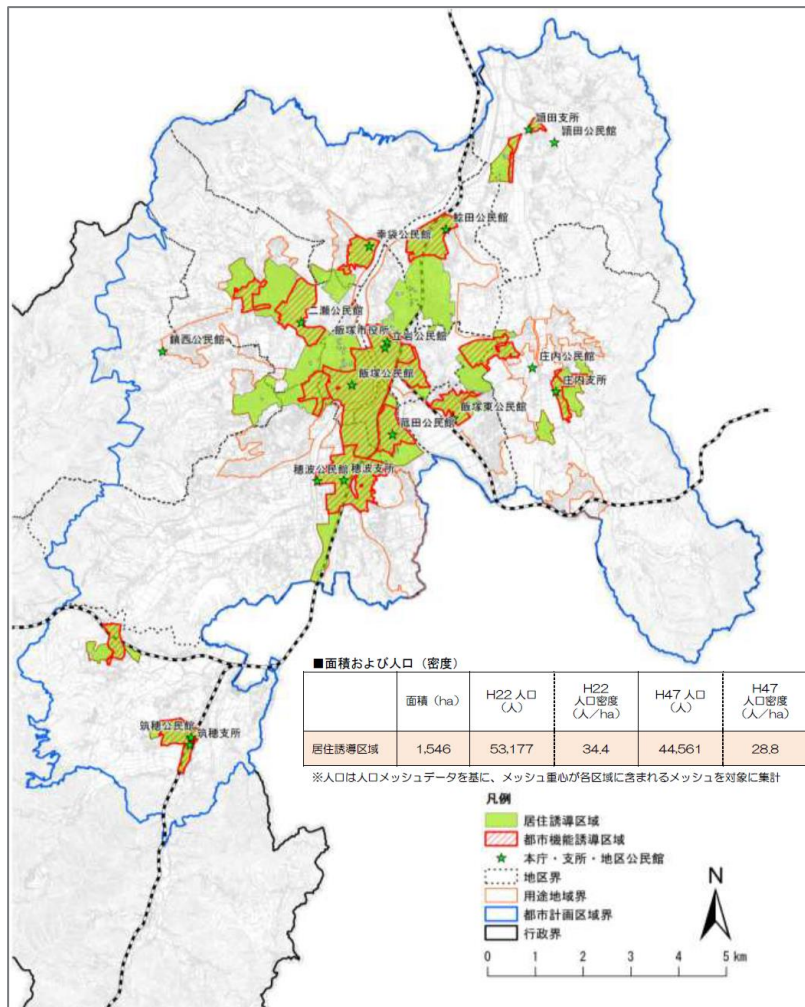 頴田支所
頴田公民館
鯰田公民館
幸袋公民館
二瀬公民館
飯塚市役所
立岩公民館
鎮西公民館
庄内公民館
飯塚公民館
庄内支所
飯塚東公民館
菰田公民館
穂波公民館 穂波支所
■面積および人口（密度）
面積（ha） H22 人口（人） H22 人口密度（人／ha） H47 人口（人） H47 人口密度（人／ha）
居住誘導区域 1,546 53,177 34.4 44,561 28.8
※人口は人口メッシュデータを基に、メッシュ重心が各区域に含まれるメッシュを対象に集計
筑穂公民館
筑穂支所
凡例
居住誘導区域
都市機能誘導区域
本庁・支所・地区公民館
地区界
用途地域界
都市計画区域界
行政界
N
0 1 2 3 4 5 km